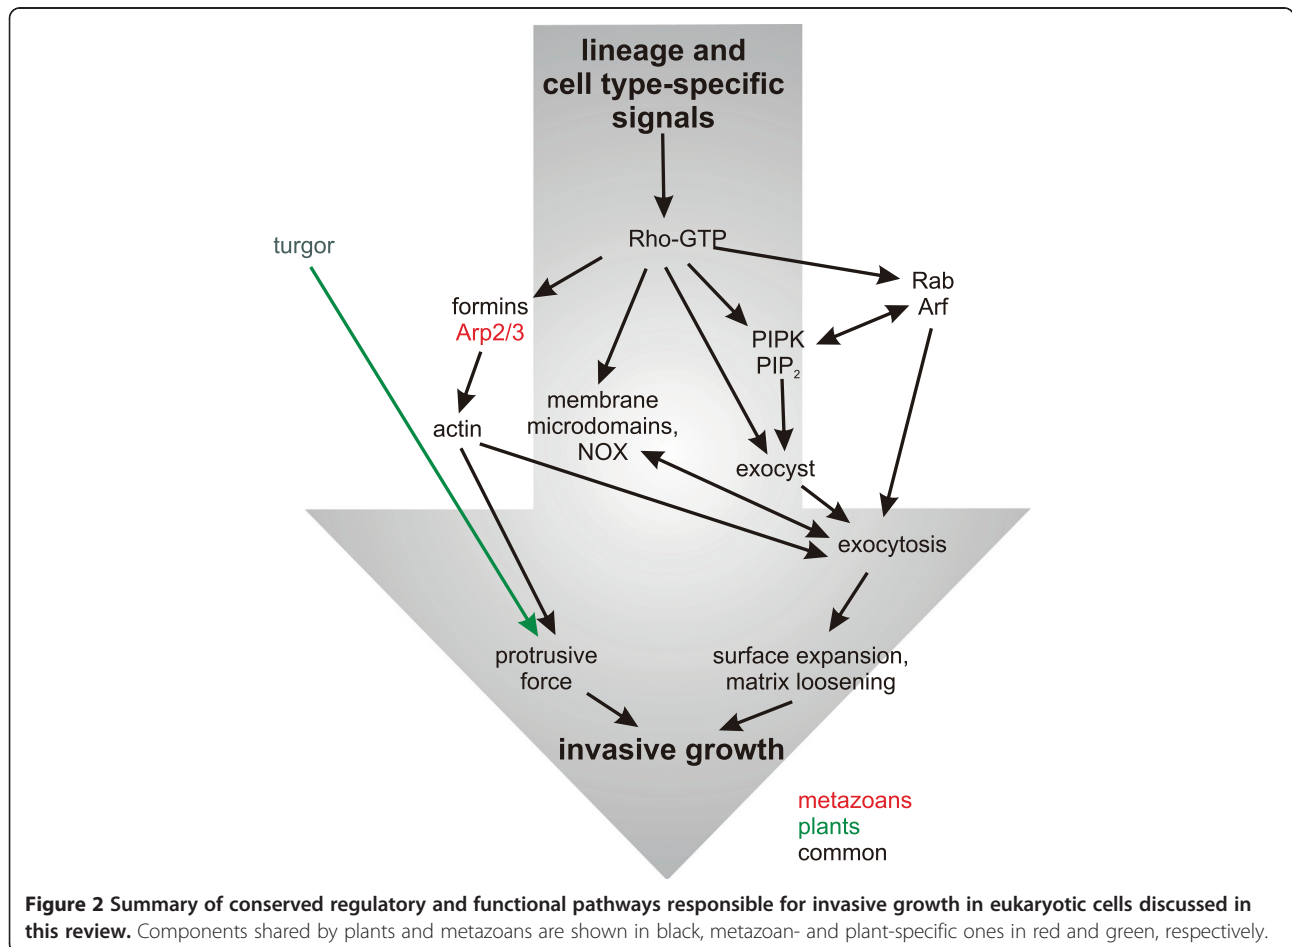 lineage and
cell type-specific
signals
Rho-GTP
turgor
Rab
Arf
formins
Arp2/3
PIPK
PIP2
membrane
microdomains,
NOX
actin
exocyst
exocytosis
protrusive
force
surface expansion,
matrix loosening
invasive growth
metazoans
plants
common
Figure 2 Summary of conserved regulatory and functional pathways responsible for invasive growth in eukaryotic cells discussed in
this review. Components shared by plants and metazoans are shown in black, metazoan- and plant-specific ones in red and green, respectively.